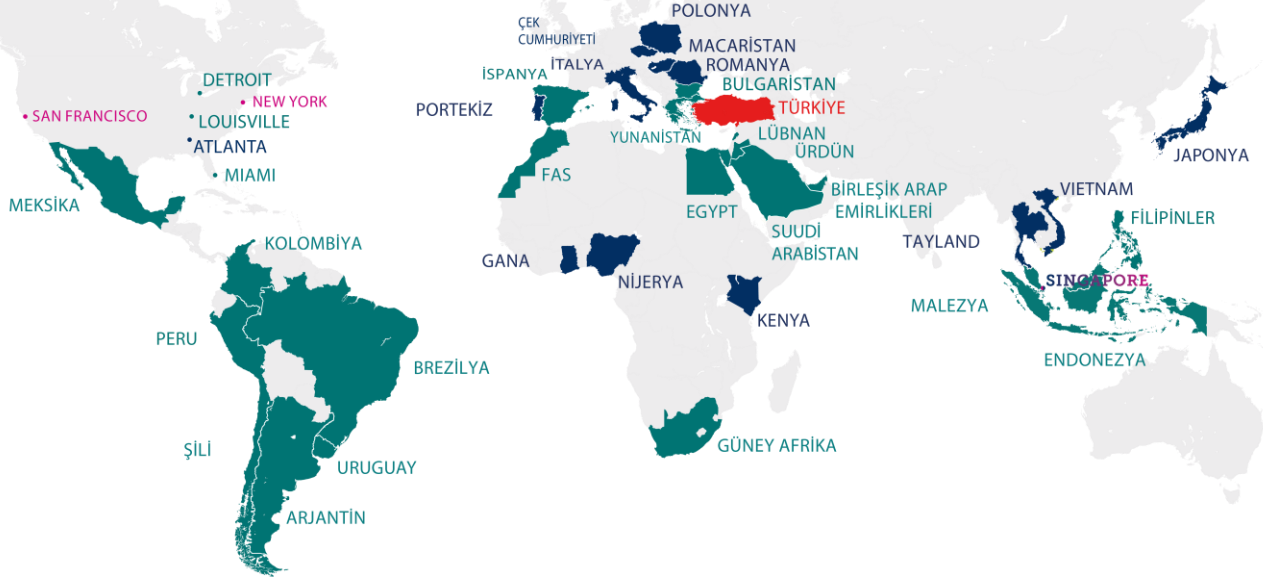 POLONYA
ÇEK
CUMHURİYETİ
MACARİSTAN
İTALYA
ROMANYA
İSPANYA
BULGARİSTAN
DETROIT
NEW YORK
PORTEKİZ
TÜRKİYE
SAN FRANCISCO
LOUISVILLE
YUNANİSTAN
LÜBNAN
ATLANTA
ÜRDÜN
JAPONYA
MIAMI
FAS
BİRLEŞİK ARAP
EMİRLİKLERİ
VIETNAM
MEKSİKA
EGYPT
FİLİPİNLER
SUUDİ
ARABİSTAN
KOLOMBİYA
TAYLAND
GANA
NİJERYA
SINGAPORE
MALEZYA
KENYA
PERU
BREZİLYA
ENDONEZYA
ŞİLİ
GÜNEY AFRİKA
URUGUAY
ARJANTİN